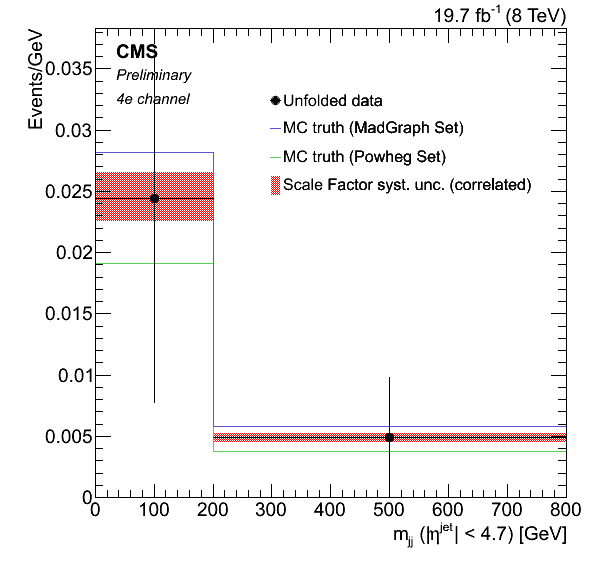 19.7 fb⁻¹ (8 TeV)
Events/GeV
CMS
Preliminary
4e channel
Unfolded data
MC truth (MadGraph Set)
MC truth (Powheg Set)
Scale Factor syst. unc. (correlated)
0.035
0.03
0.025
0.02
0.015
0.01
0.005
0
0 100 200 300 400 500 600 700 800
m_jj (|η^jet| < 4.7) [GeV]